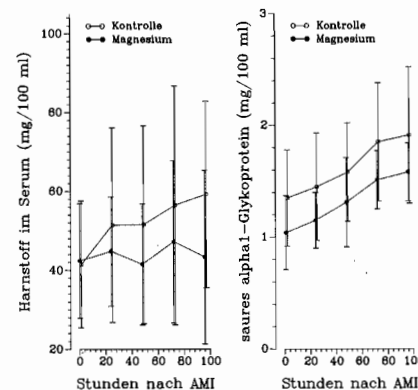 Kontrolle
Magnesium
Harnstoff im Serum (mg/100 ml)
100
80
60
40
20
0 20 40 60 80 100
Stunden nach AMI
Kontrolle
Magnesium
saures alpha1-Glykoprotein (mg/100 ml)
3
2
1
0
0 20 40 60 80 100
Stunden nach AMI